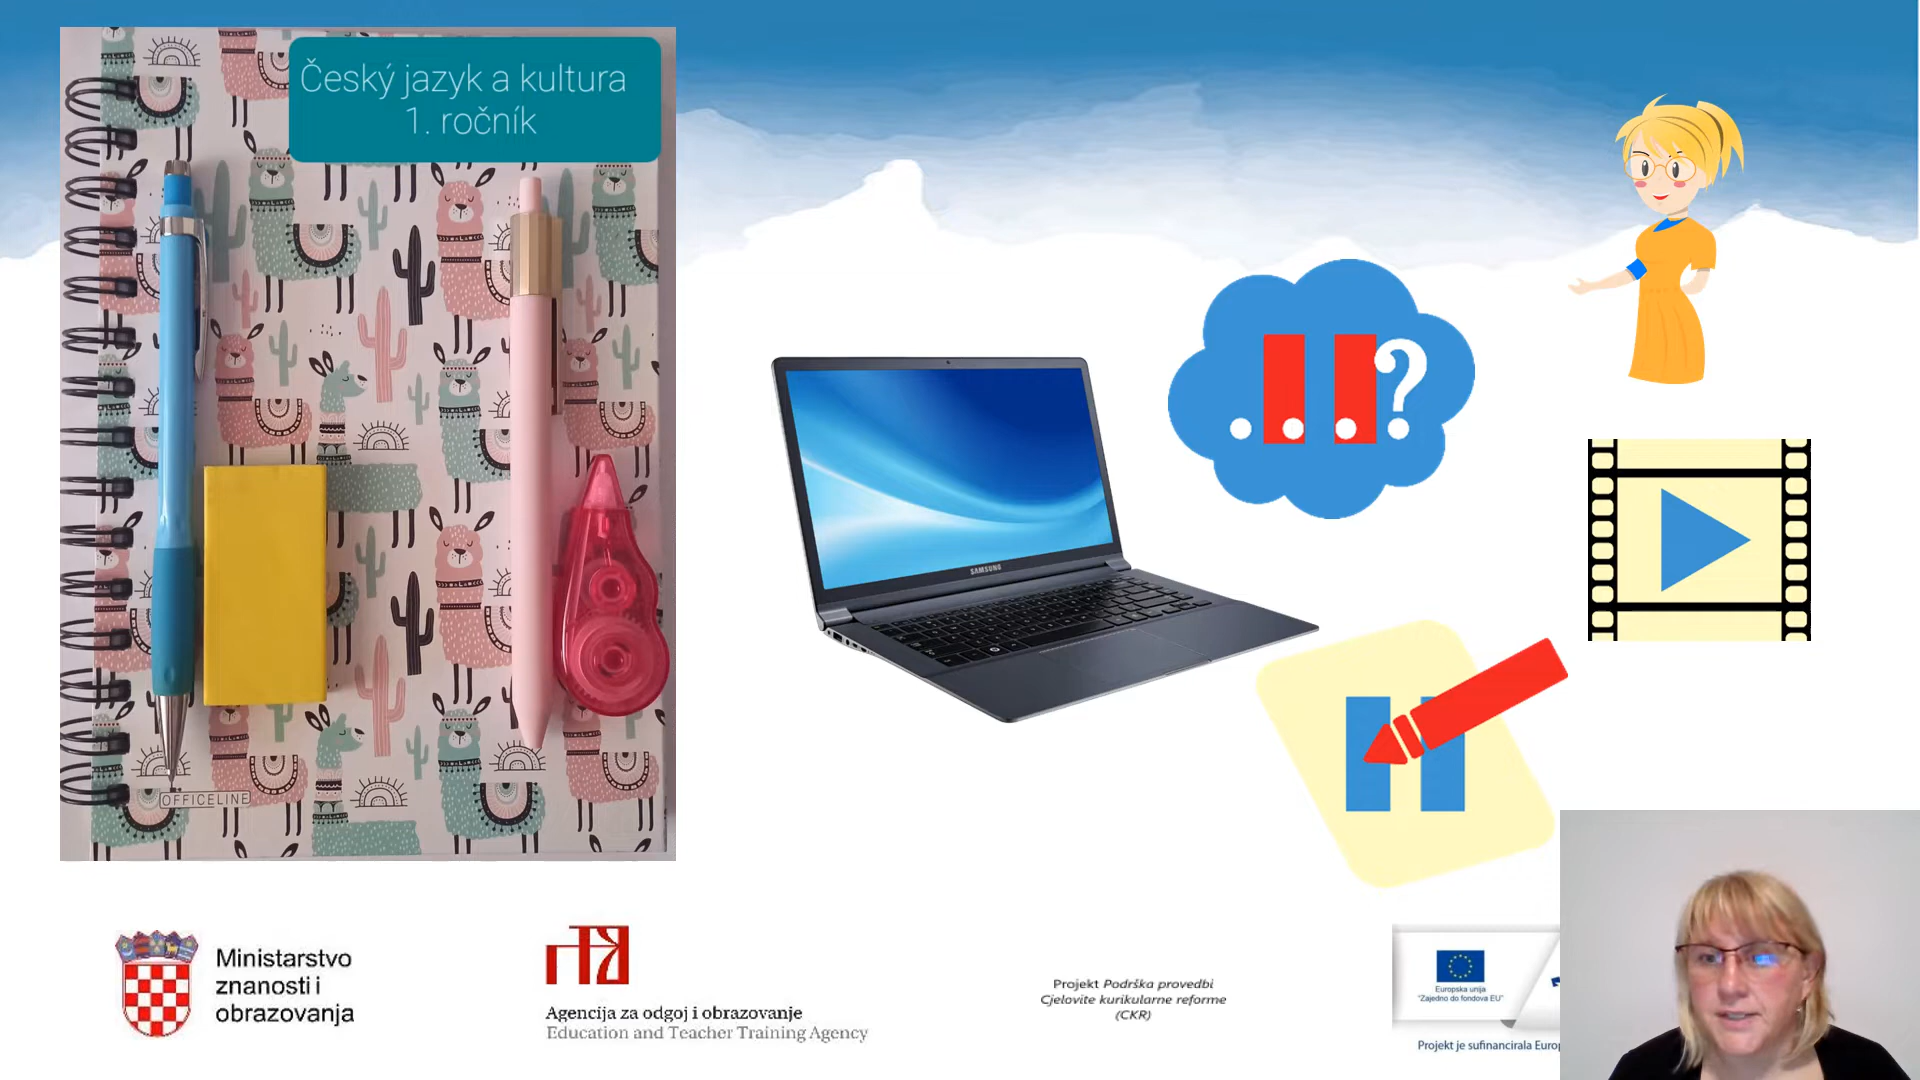 Český jazyk a kultura
1. ročník
OFFICELINE
SAMSUNG
. . . ?
Ministarstvo
znanosti i
obrazovanja
Agencija za odgoj i obrazovanje
Education and Teacher Training Agency
Projekt Podrška provedbi
Cjelovite kurikularne reforme
(CKR)
Europska unija
"Zajedno do fondova EU"
Projekt je sufinancirala